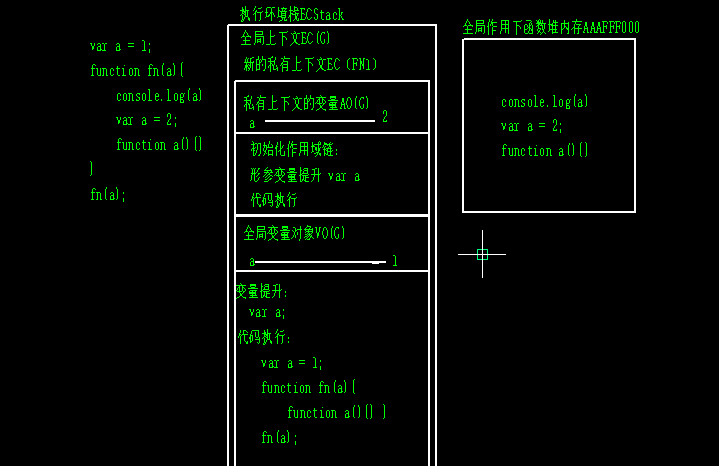 var a = 1;
function fn(a){
console.log(a)
var a = 2;
function a(){}
}
fn(a);
执行环境栈ECStack
全局上下文EC(G)
新的私有上下文EC（FN1)
私有上下文的变量AO(G)
a 2
初始化作用域链:
形参变量提升 var a
代码执行
全局变量对象VO(G)
a 1
变量提升:
var a;
代码执行:
var a = 1;
function fn(a){
function a(){} }
fn(a);
全局作用下函数堆内存AAAFFF000
console.log(a)
var a = 2;
function a(){}